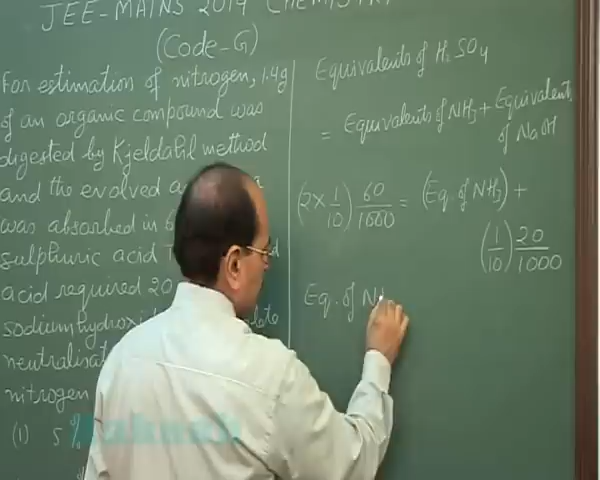 JEE-MAINS 2014 CHEMISTRY
(Code-G)
For estimation of nitrogen, 1.4g
of an organic compound was
digested by Kjeldahl method
and the evolved
was absorbed in 6
sulphuric acid
acid required 20
sodium hydroxi
neutralisat
nitrogen
(1) 5 %
Equivalents of H2SO4
= Equivalents of NH3 + Equivalents
of NaOH
(2 × 1/10) 60/1000 = (Eq. of NH3) +
(1/10) 20/1000
Eq. of NH